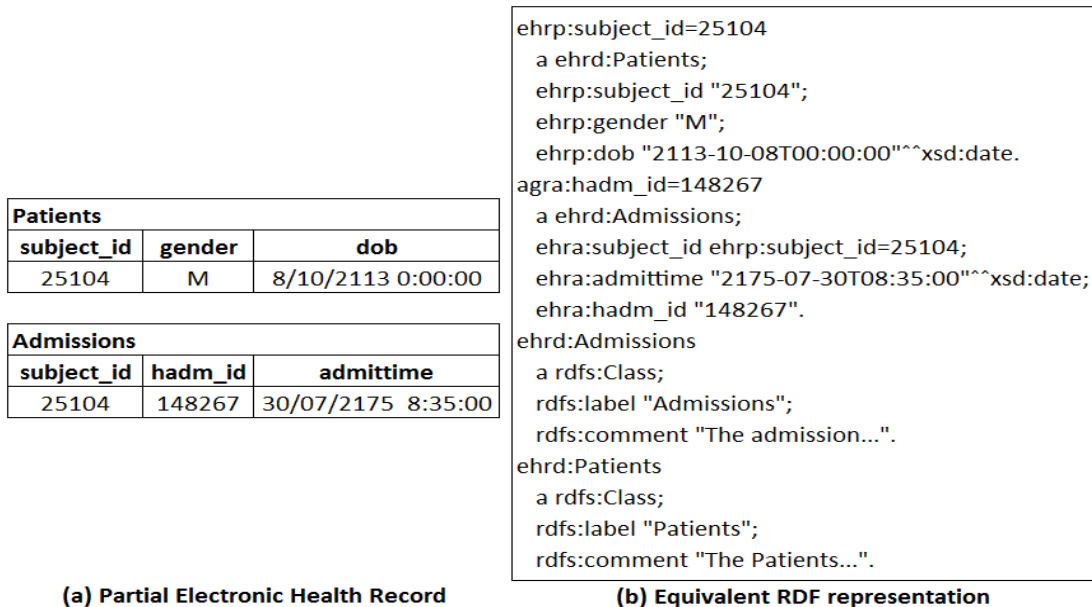 Patients
subject_id gender dob
25104 M 8/10/2113 0:00:00
Admissions
subject_id hadm_id admittime
25104 148267 30/07/2175 8:35:00
(a) Partial Electronic Health Record
ehrp:subject_id=25104
a ehrd:Patients;
ehrp:subject_id "25104";
ehrp:gender "M";
ehrp:dob "2113-10-08T00:00:00"^^xsd:date.
agra:hadm_id=148267
a ehrd:Admissions;
ehra:subject_id ehrp:subject_id=25104;
ehra:admittime "2175-07-30T08:35:00"^^xsd:date;
ehra:hadm_id "148267".
ehrd:Admissions
a rdfs:Class;
rdfs:label "Admissions";
rdfs:comment "The admission...".
ehrd:Patients
a rdfs:Class;
rdfs:label "Patients";
rdfs:comment "The Patients...".
(b) Equivalent RDF representation